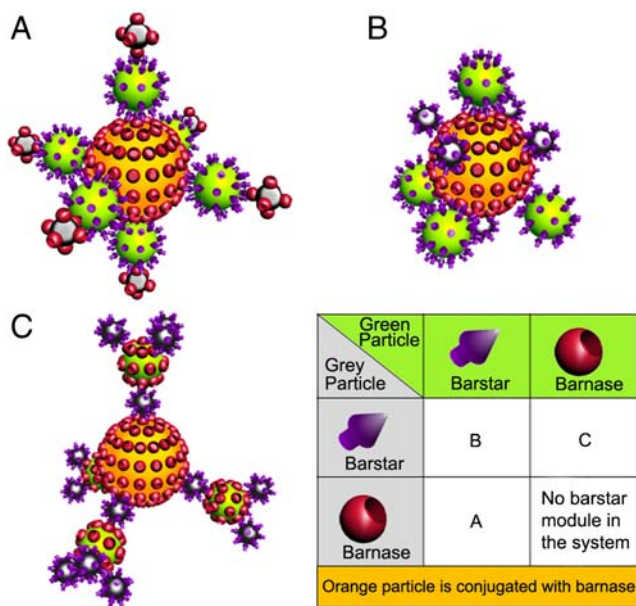 A
B
C
Green
Particle
Grey
Particle
Barstar
Barnase
Barstar
B
C
Barnase
A
No barstar
module in
the system
Orange particle is conjugated with barnase